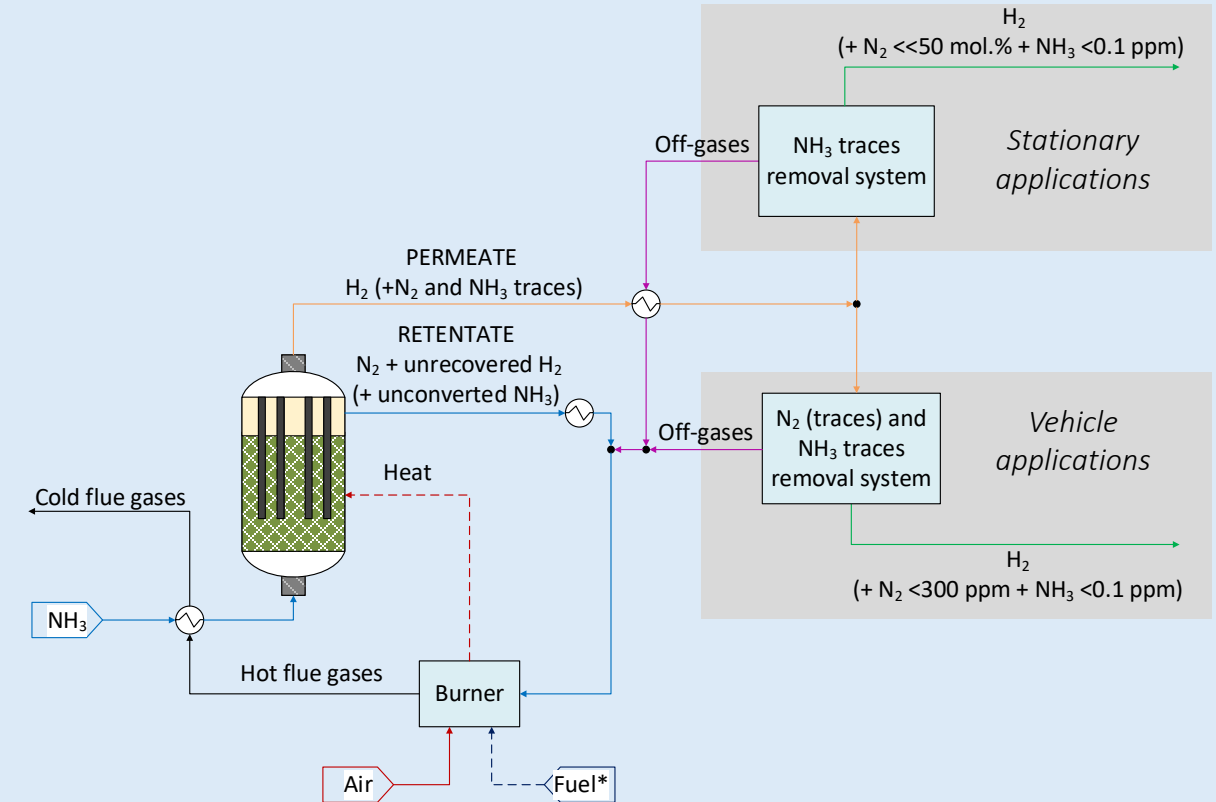 H₂
(+ N₂ <<50 mol.% + NH₃ <0.1 ppm)
Off-gases
NH₃ traces
removal system
Stationary
applications
PERMEATE
H₂ (+N₂ and NH₃ traces)
RETENTATE
N₂ + unrecovered H₂
(+ unconverted NH₃)
Off-gases
N₂ (traces) and
NH₃ traces
removal system
Vehicle
applications
Heat
Cold flue gases
H₂
(+ N₂ <300 ppm + NH₃ <0.1 ppm)
NH₃
Hot flue gases
Burner
Air
Fuel*